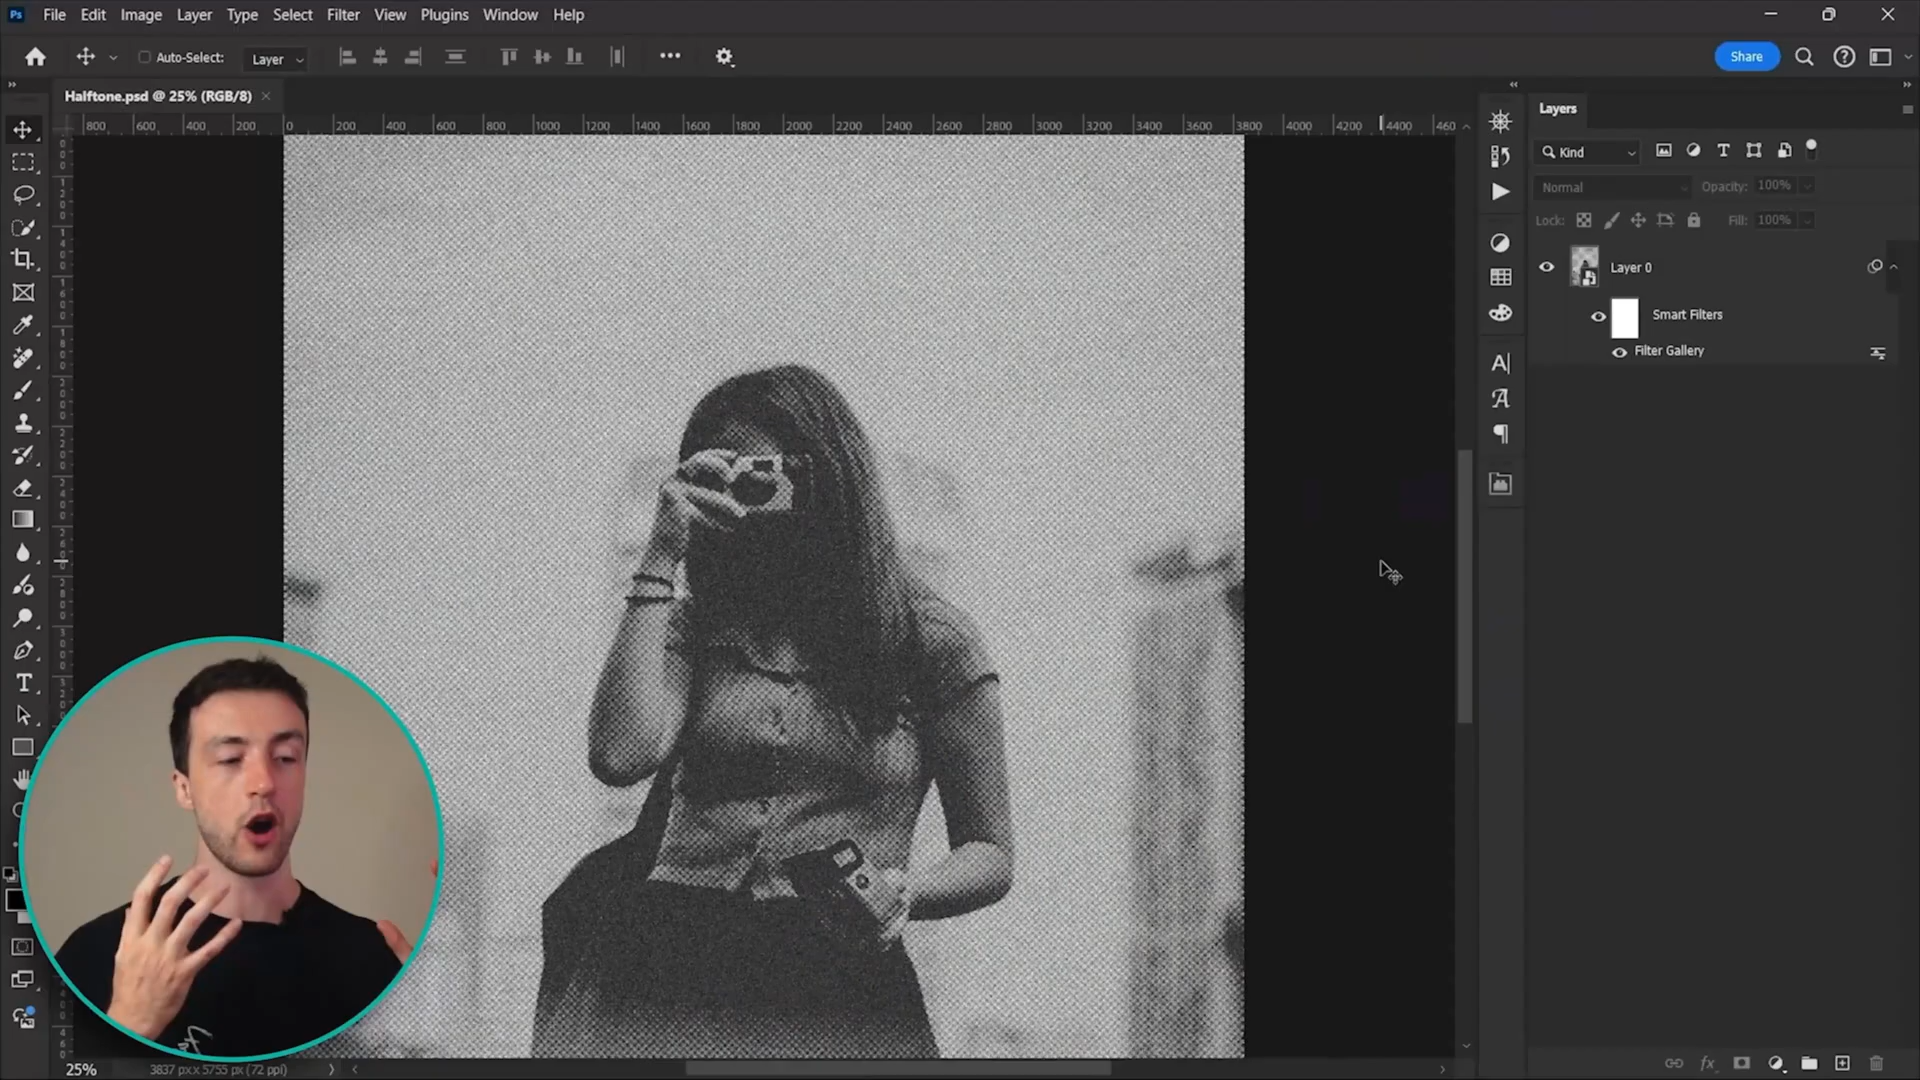 Ps File Edit Image Layer Type Select Filter View Plugins Window Help
Auto-Select: Layer Share
Halftone.psd @ 25% (RGB/8)
Layers
800 600 400 200 0 200 400 600 800 1000 1200 1400 1600 1800 2000 2200 2400 2600 2800 3000 3200 3400 3600 3800 4000 4200 4400 460
Kind
Normal Opacity: 100%
Lock: Fill: 100%
Layer 0
Smart Filters
Filter Gallery
25% 3837 px x 5755 px (72 ppi)